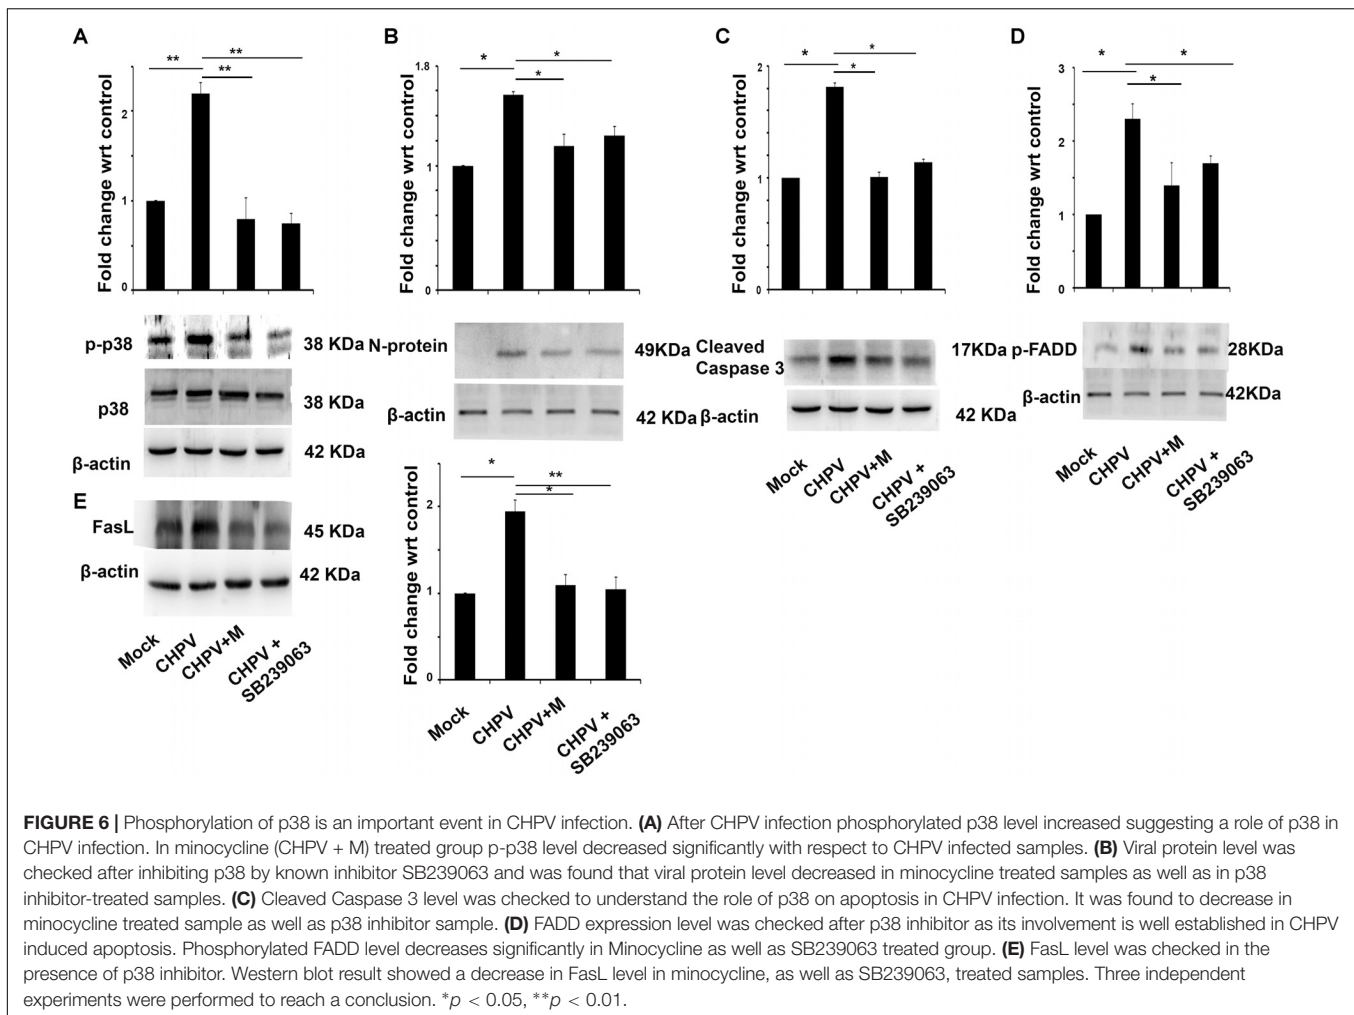 A
**
**
**
Fold change wrt control
2
1
0
p-p38
38 KDa
p38
38 KDa
β-actin
42 KDa
B
*
*
*
Fold change wrt control
1.8
1
0
N-protein
49KDa
β-actin
42 KDa
C
*
*
*
Fold change wrt control
2
1
0
Cleaved
Caspase 3
17KDa
β-actin
42 KDa
Mock
CHPV
CHPV+M
CHPV +
SB239063
D
*
*
*
Fold change wrt control
3
2
1
0
p-FADD
28KDa
β-actin
42KDa
Mock
CHPV
CHPV+M
CHPV +
SB239063
E
FasL
45 KDa
β-actin
42 KDa
Mock
CHPV
CHPV+M
CHPV +
SB239063
*
**
*
Fold change wrt control
2
1
0
Mock
CHPV
CHPV+M
CHPV +
SB239063
FIGURE 6 | Phosphorylation of p38 is an important event in CHPV infection. (A) After CHPV infection phosphorylated p38 level increased suggesting a role of p38 in
CHPV infection. In minocycline (CHPV + M) treated group p-p38 level decreased significantly with respect to CHPV infected samples. (B) Viral protein level was
checked after inhibiting p38 by known inhibitor SB239063 and was found that viral protein level decreased in minocycline treated samples as well as in p38
inhibitor-treated samples. (C) Cleaved Caspase 3 level was checked to understand the role of p38 on apoptosis in CHPV infection. It was found to decrease in
minocycline treated sample as well as p38 inhibitor sample. (D) FADD expression level was checked after p38 inhibitor as its involvement is well established in CHPV
induced apoptosis. Phosphorylated FADD level decreases significantly in Minocycline as well as SB239063 treated group. (E) FasL level was checked in the
presence of p38 inhibitor. Western blot result showed a decrease in FasL level in minocycline, as well as SB239063, treated samples. Three independent
experiments were performed to reach a conclusion. *p < 0.05, **p < 0.01.